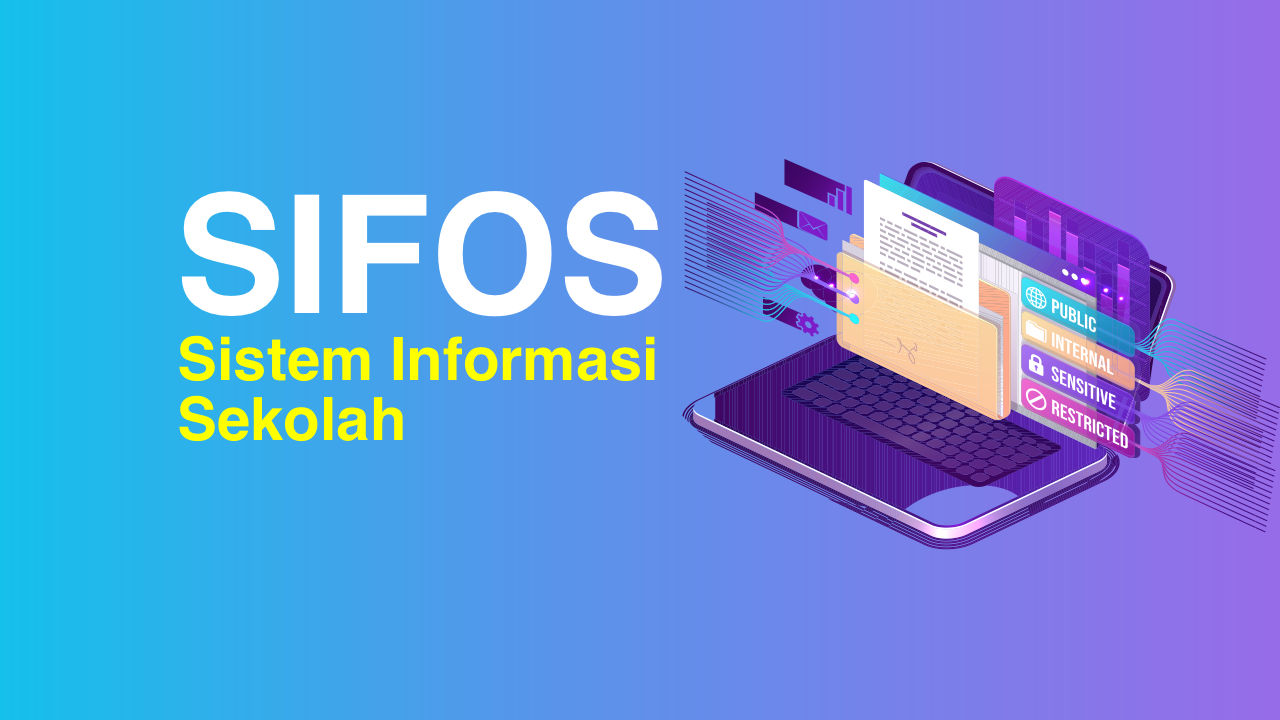 SIFOS
Sistem Informasi
Sekolah
PUBLIC
INTERNAL
SENSITIVE
RESTRICTED